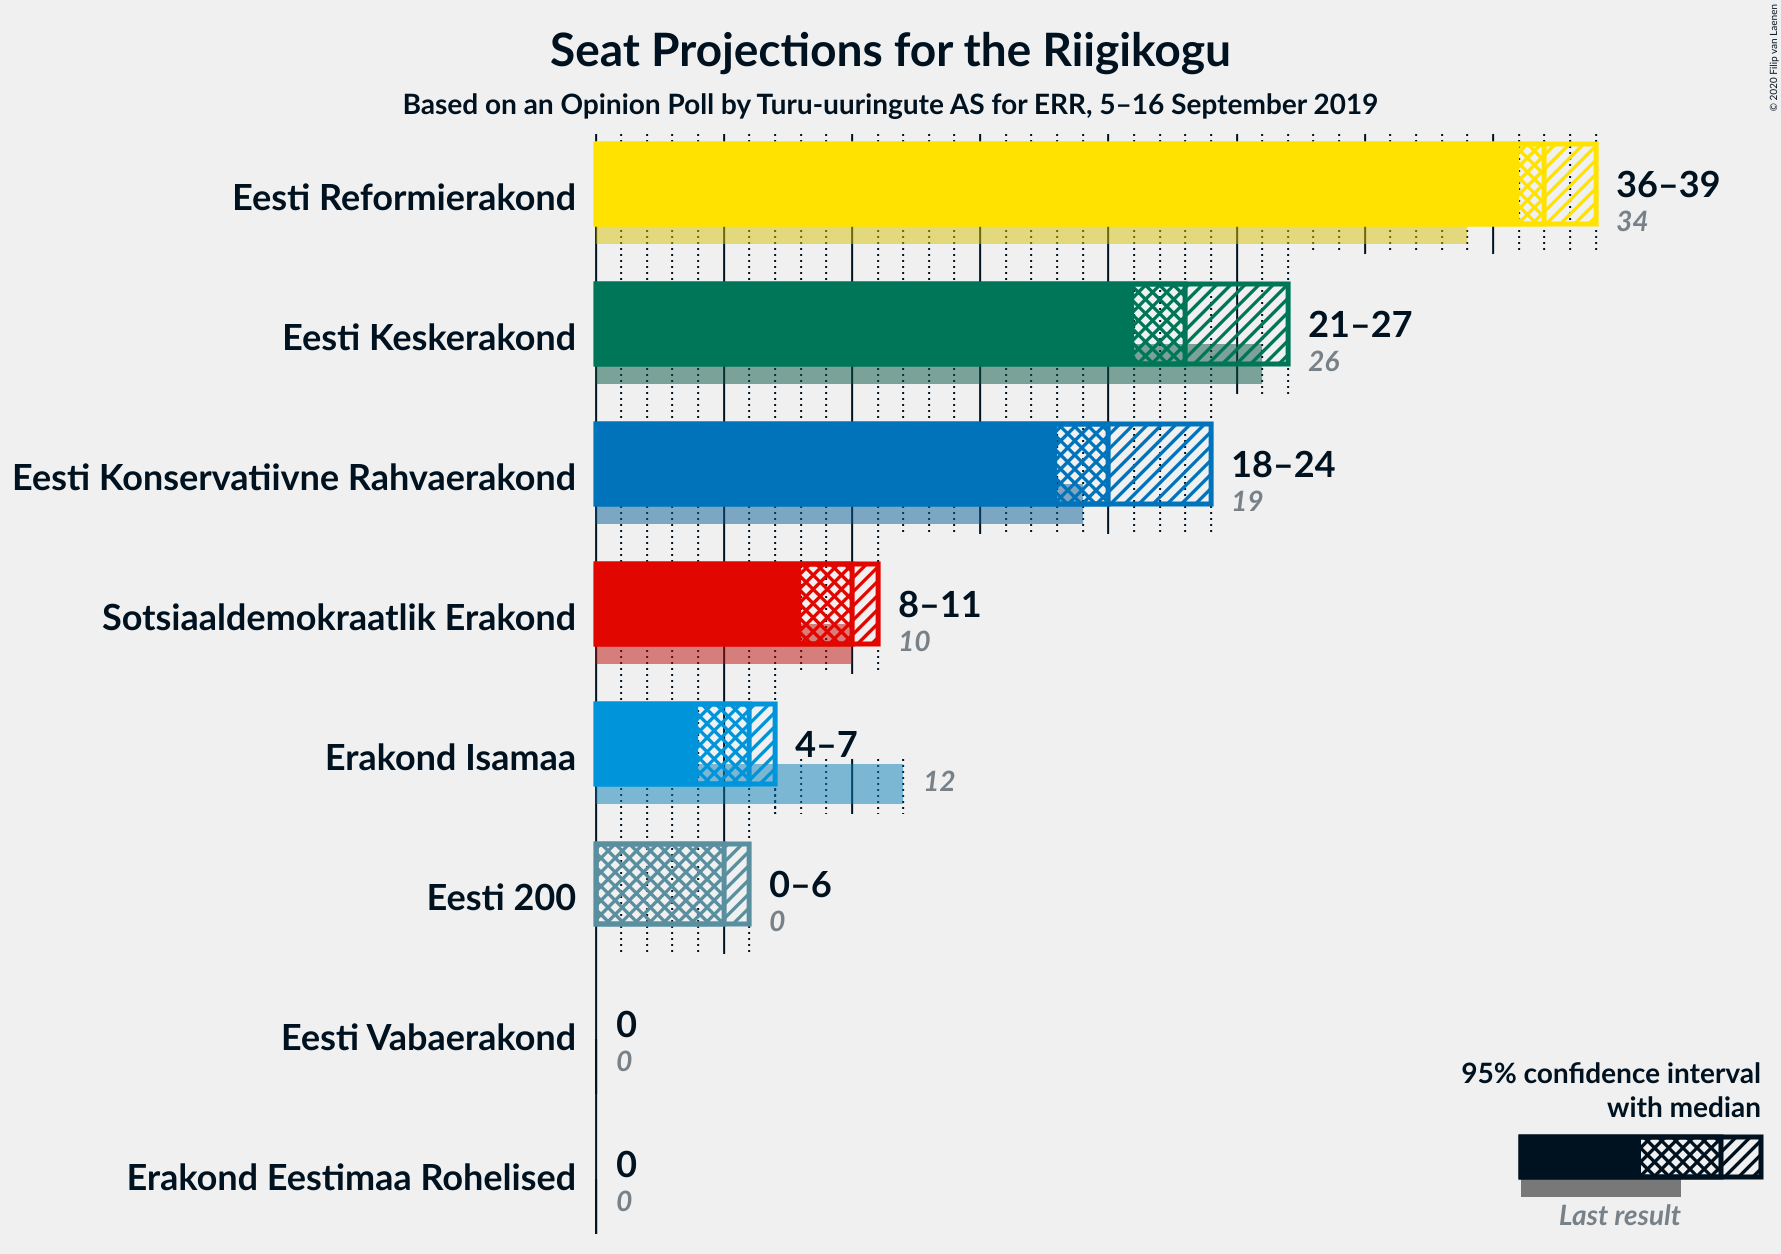 Seat Projections for the Riigikogu
Based on an Opinion Poll by Turu-uuringute AS for ERR, 5–16 September 2019
© 2020 Filip van Laenen
Eesti Reformierakond
36–39
34
Eesti Keskerakond
21–27
26
Eesti Konservatiivne Rahvaerakond
18–24
19
Sotsiaaldemokraatlik Erakond
8–11
10
Erakond Isamaa
4–7
12
Eesti 200
0–6
0
Eesti Vabaerakond
0
0
Erakond Eestimaa Rohelised
0
0
95% confidence interval
with median
Last result